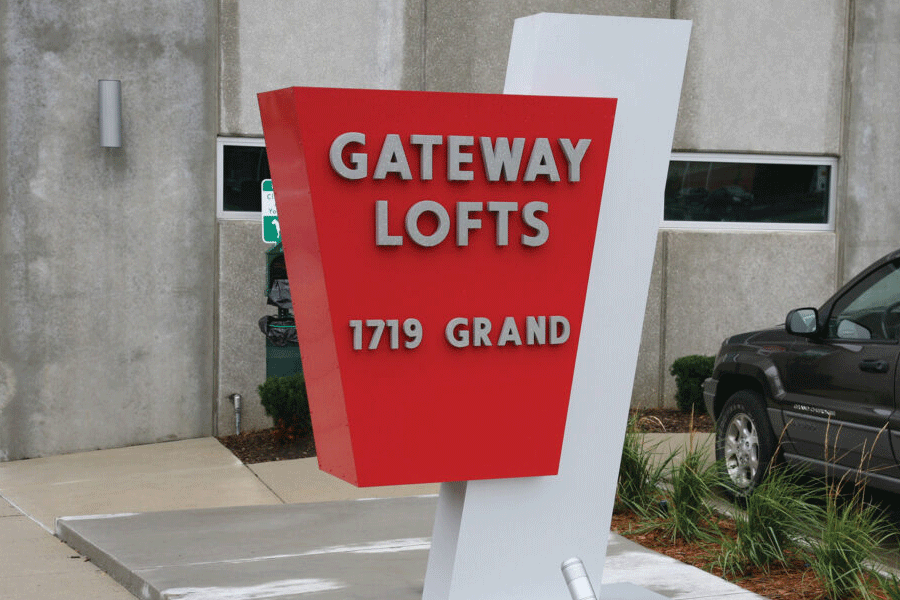 GATEWAY
LOFTS
1719 GRAND